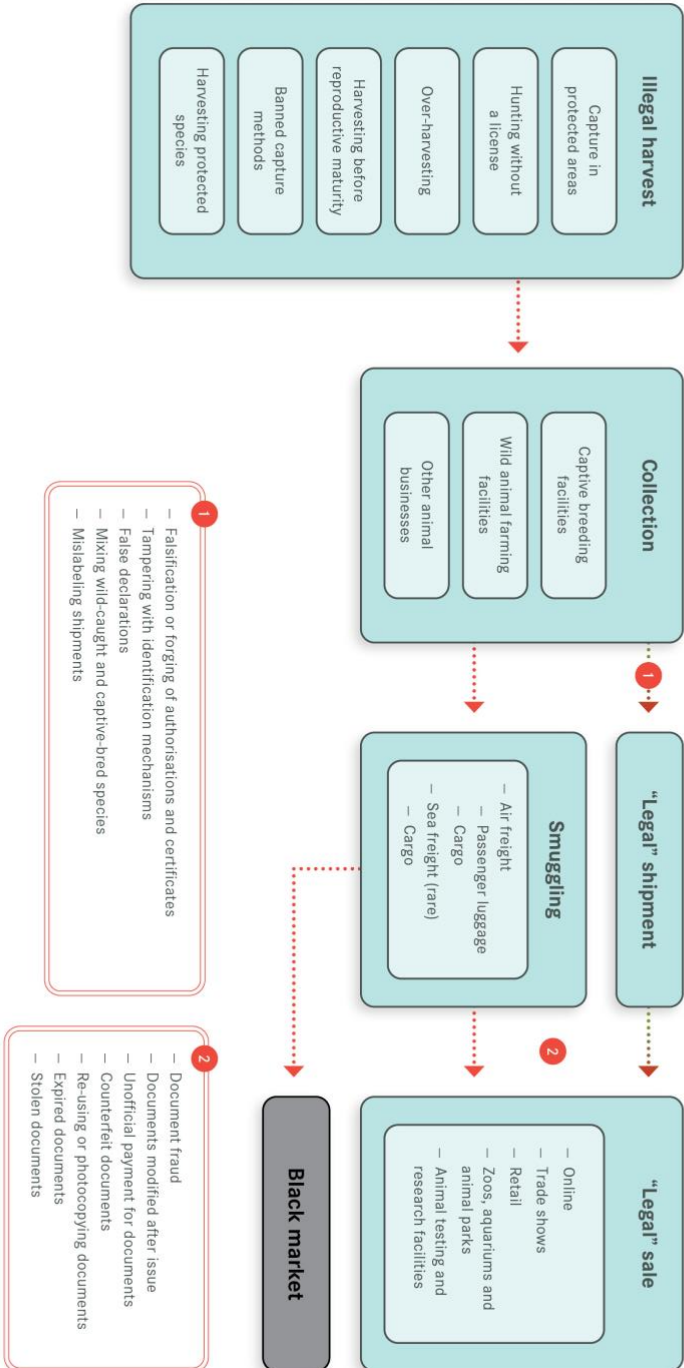 Illegal harvest
Capture in
protected areas
Hunting without
a license
Over-harvesting
Harvesting before
reproductive maturity
Banned capture
methods
Harvesting protected
species
Collection
Captive breeding
facilities
Wild animal farming
facilities
Other animal
businesses
1
“Legal” shipment
Smuggling
– Air freight
– Passenger luggage
– Cargo
– Sea freight (rare)
– Cargo
2
“Legal” sale
– Online
– Trade shows
– Retail
– Zoos, aquariums and
animal parks
– Animal testing and
research facilities
Black market
1
– Falsification or forging of authorisations and certificates
– Tampering with identification mechanisms
– False declarations
– Mixing wild-caught and captive-bred species
– Mislabeling shipments
2
– Document fraud
– Documents modified after issue
– Unofficial payment for documents
– Counterfeit documents
– Re-using or photocopying documents
– Expired documents
– Stolen documents